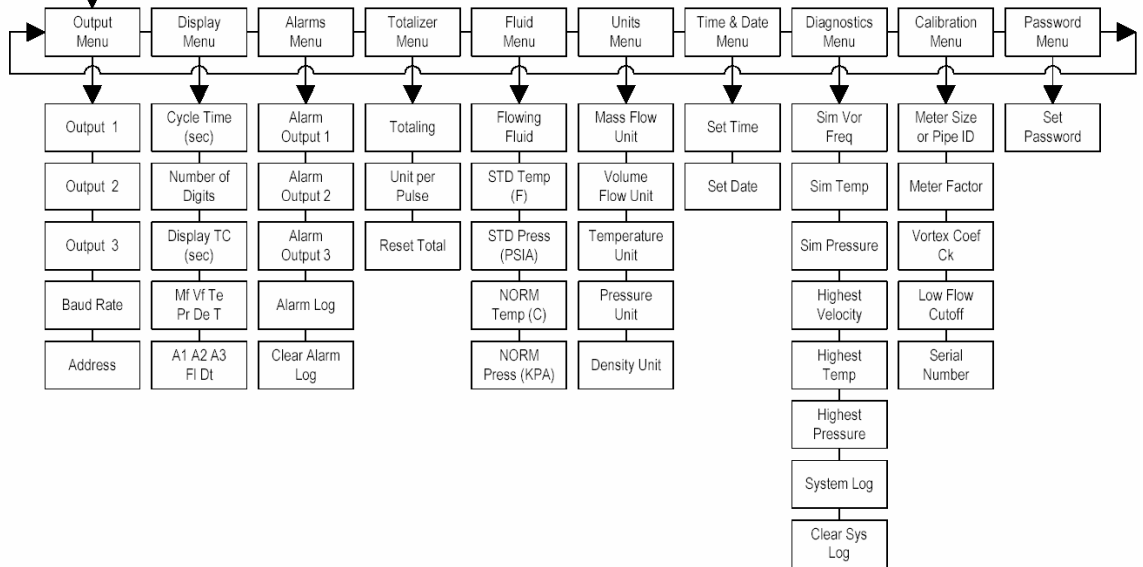 Output
Menu
Display
Menu
Alarms
Menu
Totalizer
Menu
Fluid
Menu
Units
Menu
Time & Date
Menu
Diagnostics
Menu
Calibration
Menu
Password
Menu
Output 1
Output 2
Output 3
Baud Rate
Address
Cycle Time
(sec)
Number of
Digits
Display TC
(sec)
Mf Vf Te
Pr De T
A1 A2 A3
Fl Dt
Alarm
Output 1
Alarm
Output 2
Alarm
Output 3
Alarm Log
Clear Alarm
Log
Totaling
Unit per
Pulse
Reset Total
Flowing
Fluid
STD Temp
(F)
STD Press
(PSIA)
NORM
Temp (C)
NORM
Press (KPA)
Mass Flow
Unit
Volume
Flow Unit
Temperature
Unit
Pressure
Unit
Density Unit
Set Time
Set Date
Sim Vor
Freq
Sim Temp
Sim Pressure
Highest
Velocity
Highest
Temp
Highest
Pressure
System Log
Clear Sys
Log
Meter Size
or Pipe ID
Meter Factor
Vortex Coef
Ck
Low Flow
Cutoff
Serial
Number
Set
Password